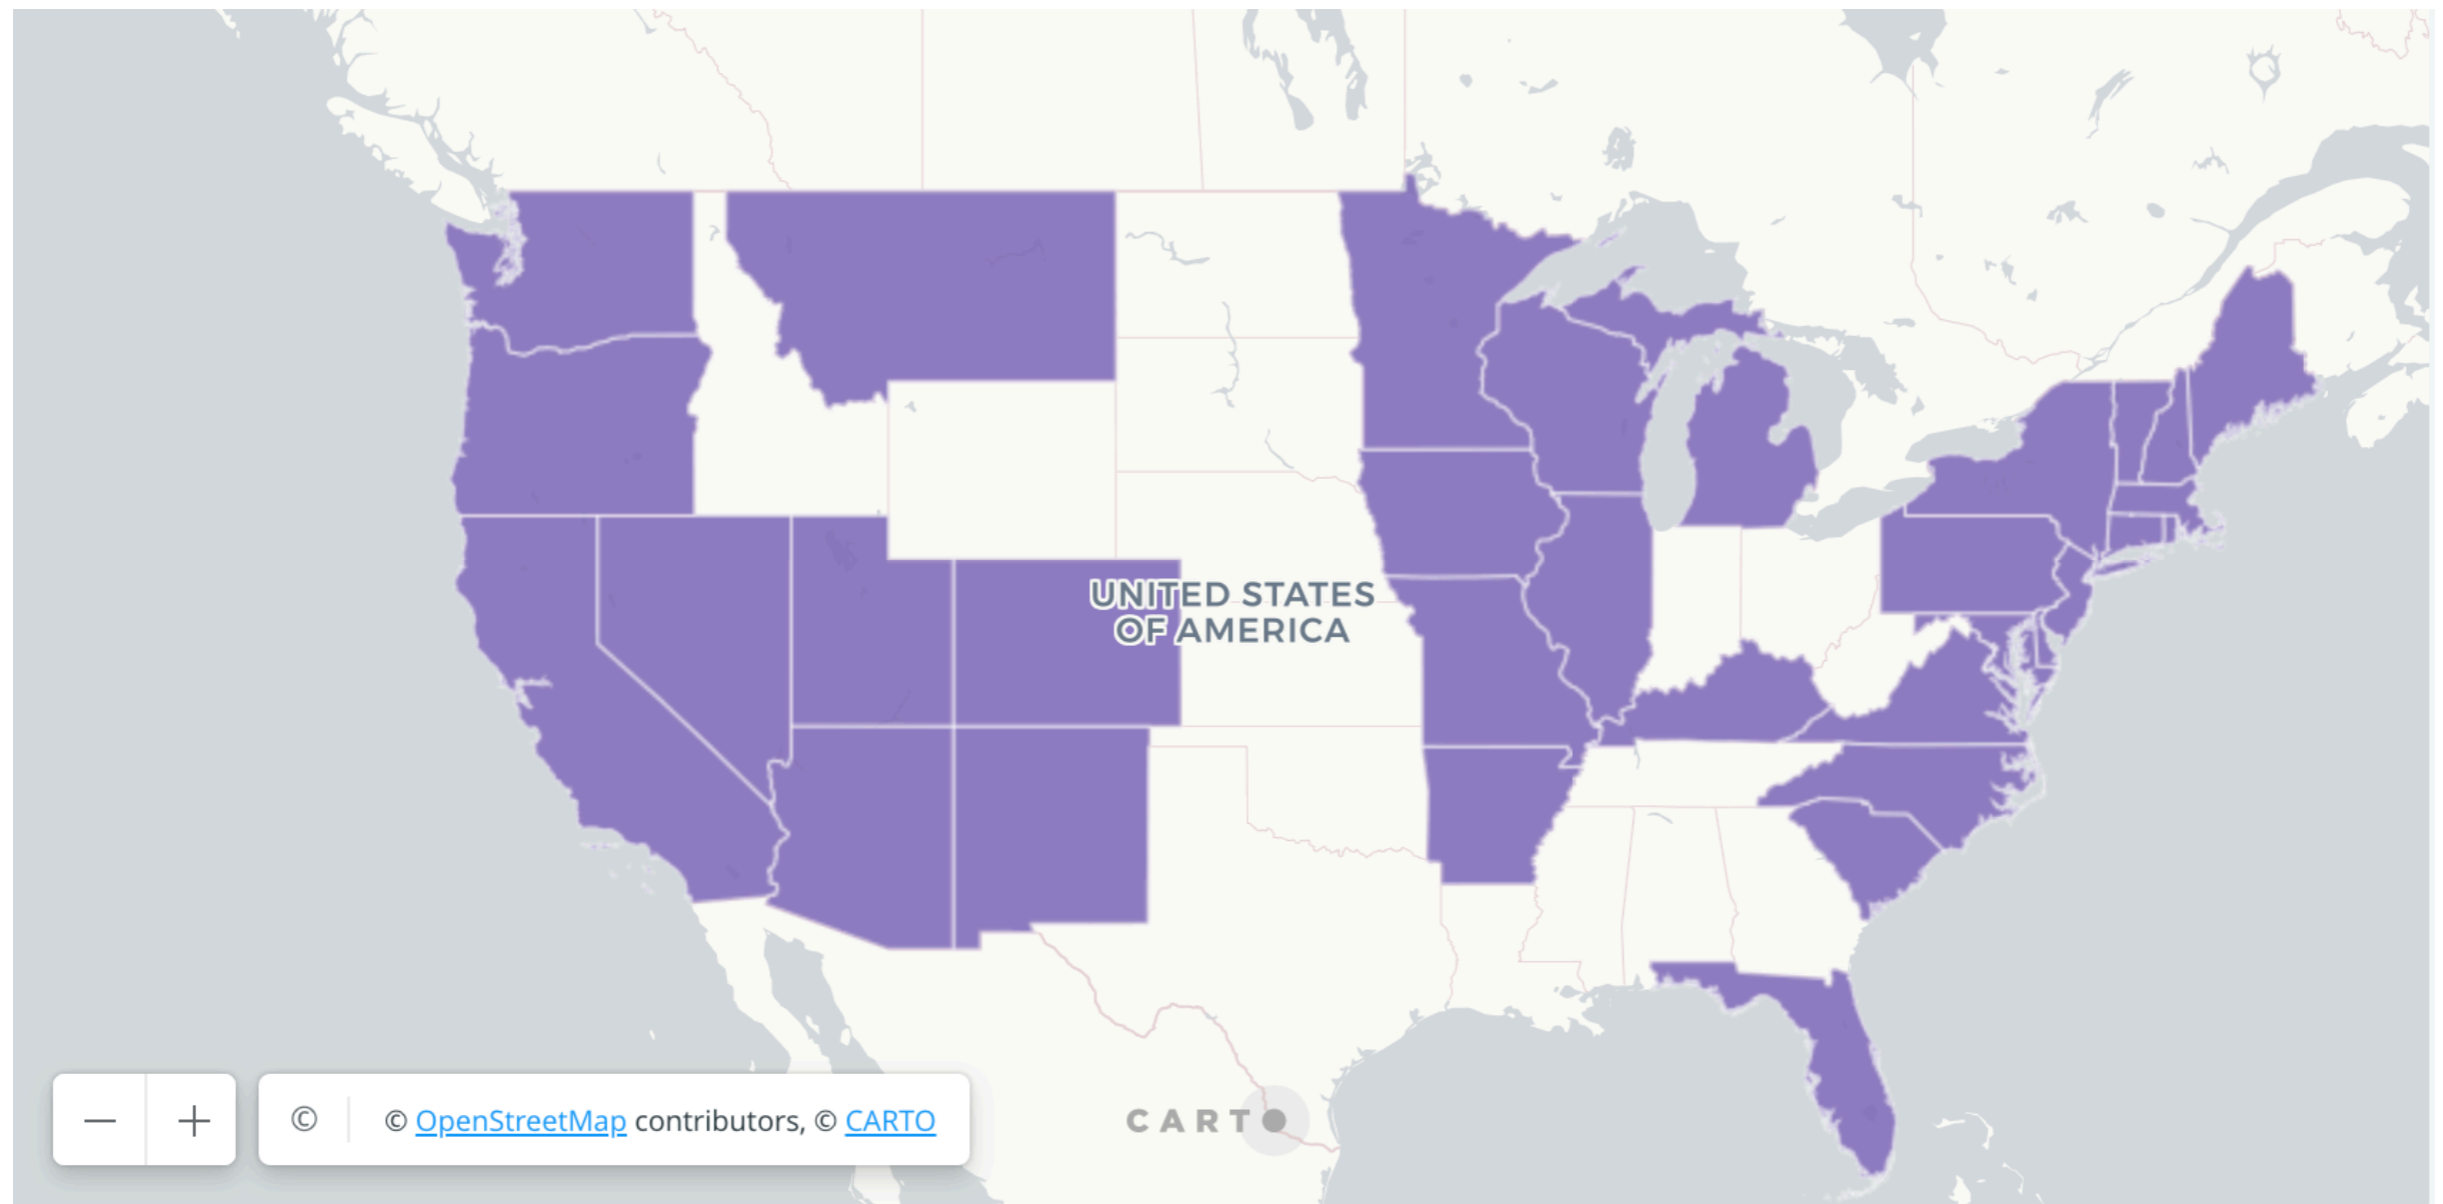 UNITED STATES
OF AMERICA
− +
©
© OpenStreetMap contributors, © CARTO
CARTO